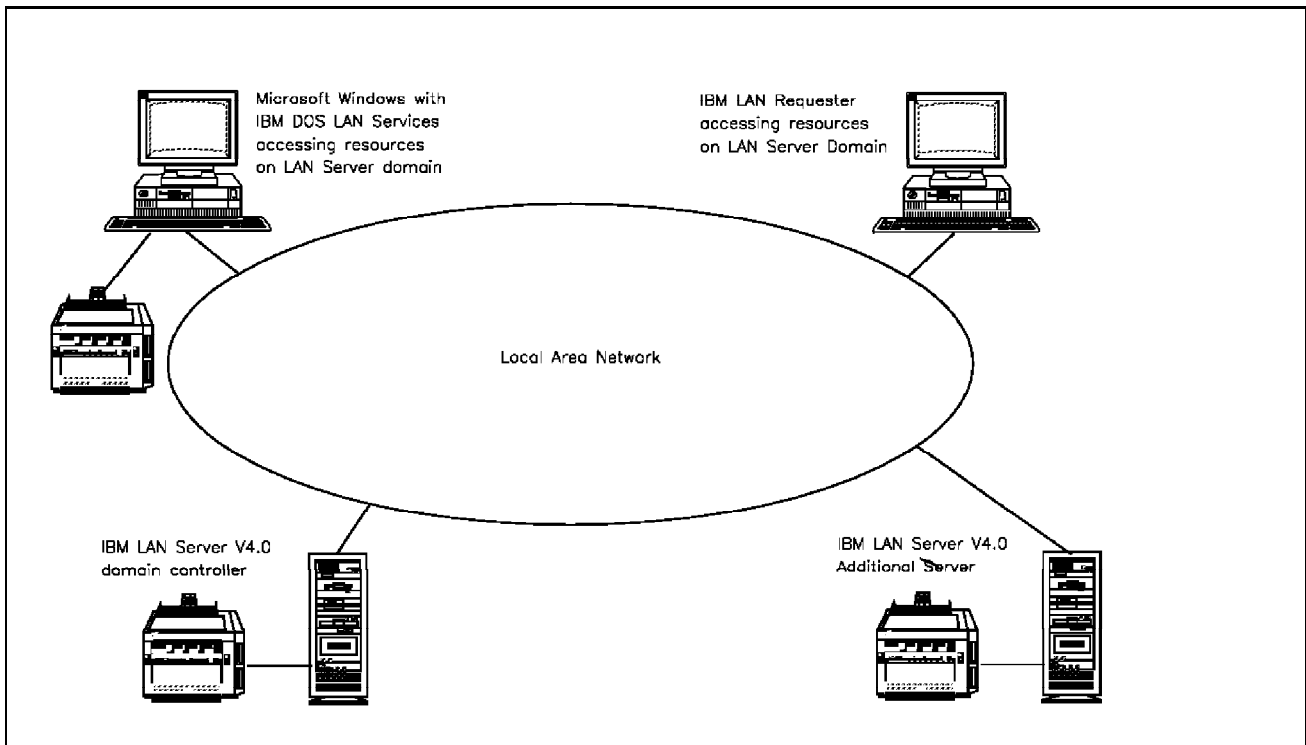 Microsoft Windows with
IBM DOS LAN Services
accessing resources
on LAN Server domain
IBM LAN Requester
accessing resources
on LAN Server Domain
Local Area Network
IBM LAN Server V4.0
domain controller
IBM LAN Server V4.0
Additional Server